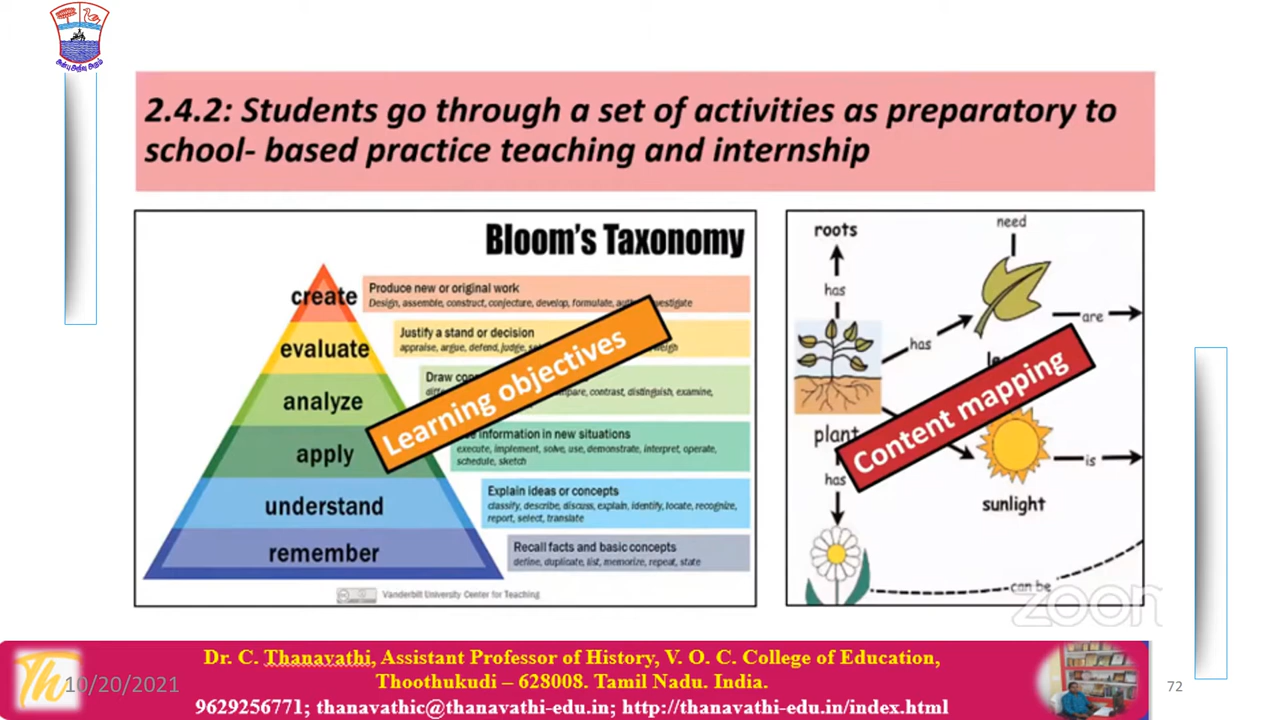 2.4.2: Students go through a set of activities as preparatory to
school- based practice teaching and internship
Bloom's Taxonomy
create
Produce new or original work
Design, assemble, construct, conjecture, develop, formulate,
evaluate
Justify a stand or decision
appraise, argue, defend, judge,
analyze
Draw
contrast, distinguish, examine,
apply
information in new situations
execute, implement, solve, use, demonstrate, interpret, operate,
schedule, sketch
understand
Explain ideas or concepts
classify, describe, discuss, explain, identify, locate, recognize,
report, select, translate
remember
Recall facts and basic concepts
define, duplicate, list, memorize, repeat, state
Vanderbilt University Center for Teaching
Learning objectives
roots
need
has
has
are
plant
has
is
sunlight
can be
Content mapping
zoom
Dr. C. Thanavathi, Assistant Professor of History, V. O. C. College of Education,
Thoothukudi – 628008. Tamil Nadu. India.
9629256771; thanavathic@thanavathi-edu.in; http://thanavathi-edu.in/index.html
Th
10/20/2021
72